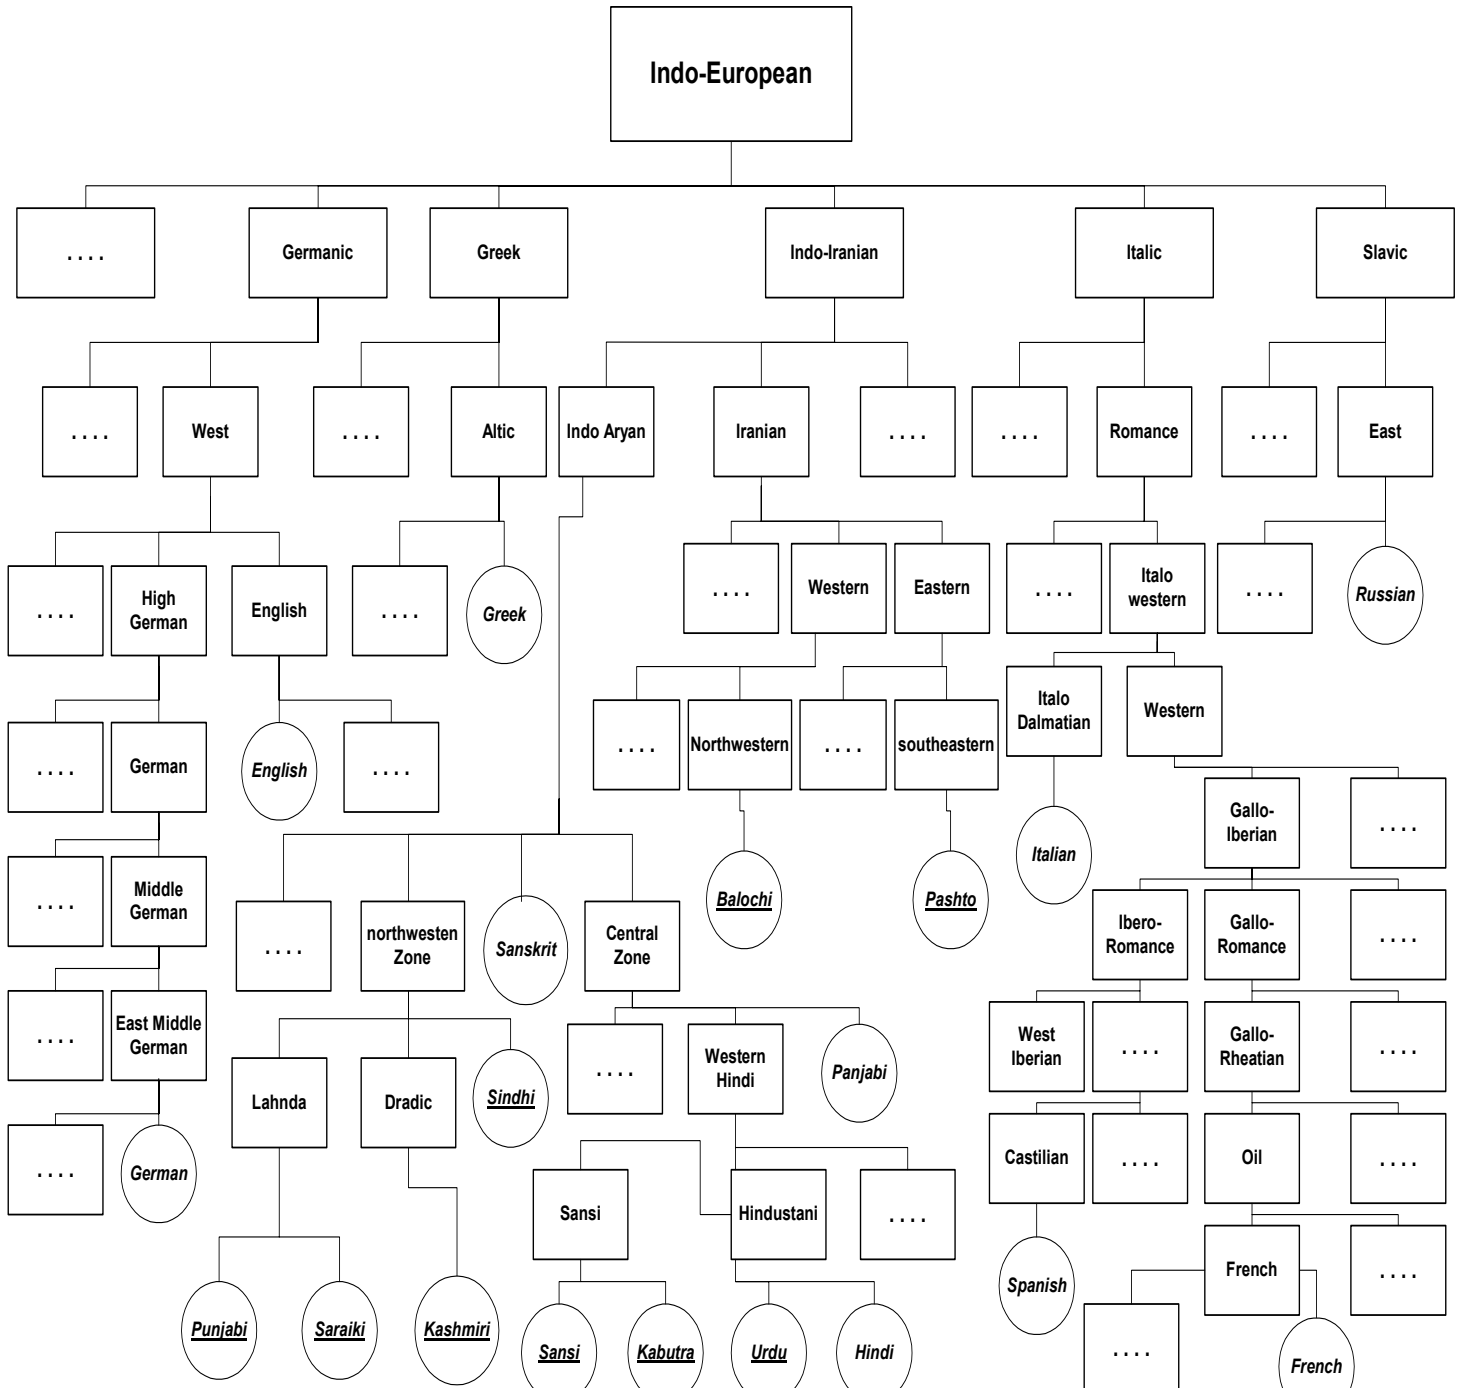 Indo-European
. . . .
Germanic
Greek
Indo-Iranian
Italic
Slavic
. . . .
West
. . . .
Altic
Indo Aryan
Iranian
. . . .
. . . .
Romance
. . . .
East
. . . .
High
German
English
. . . .
Greek
. . . .
Western
Eastern
. . . .
Italo
western
. . . .
Russian
. . . .
German
English
. . . .
. . . .
Northwestern
. . . .
southeastern
Italo
Dalmatian
Western
Gallo-
Iberian
. . . .
. . . .
Middle
German
Balochi
Pashto
Italian
. . . .
northwesten
Zone
Sanskrit
Central
Zone
Ibero-
Romance
Gallo-
Romance
. . . .
. . . .
East Middle
German
Lahnda
Dradic
Sindhi
. . . .
Western
Hindi
Panjabi
West
Iberian
. . . .
Gallo-
Rheatian
. . . .
. . . .
German
Sansi
Hindustani
. . . .
Castilian
. . . .
Oil
. . . .
Punjabi
Saraiki
Kashmiri
Sansi
Kabutra
Urdu
Hindi
Spanish
French
. . . .
. . . .
French